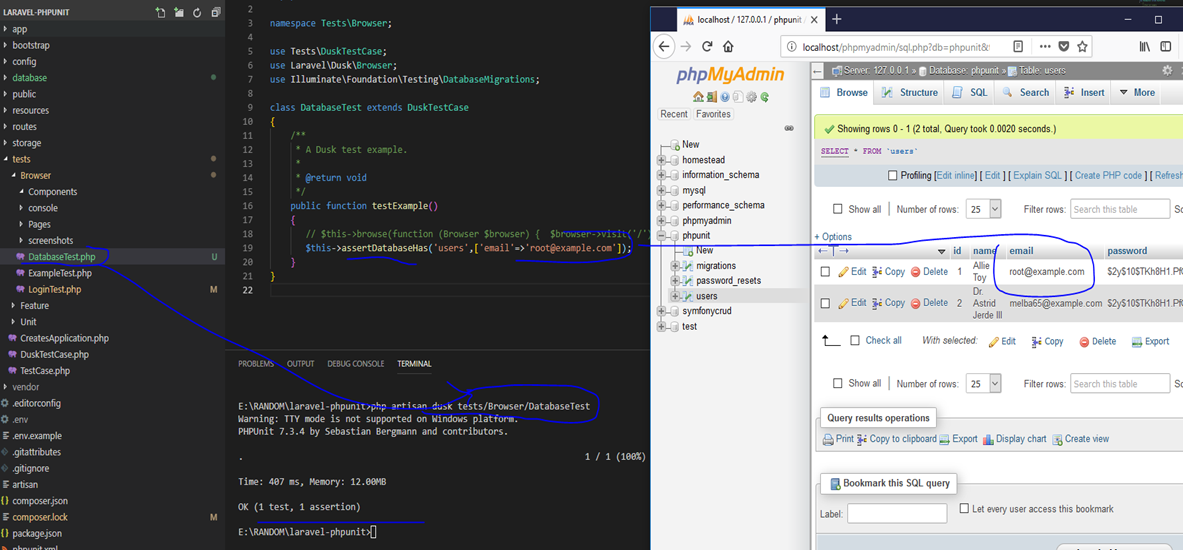 LARAVEL-PHPUNIT
app
bootstrap
config
database
public
resources
routes
storage
tests
Browser
Components
console
Pages
screenshots
DatabaseTest.php U
ExampleTest.php
LoginTest.php M
Feature
Unit
CreatesApplication.php
DuskTestCase.php
TestCase.php
vendor
.editorconfig
.env
.env.example
.gitattributes
.gitignore
artisan
composer.json
composer.lock M
package.json
phpunit.xml
3 namespace Tests\Browser;
4
5 use Tests\DuskTestCase;
6 use Laravel\Dusk\Browser;
7 use Illuminate\Foundation\Testing\DatabaseMigrations;
8
9 class DatabaseTest extends DuskTestCase
10 {
11 /**
12 * A Dusk test example.
13 *
14 * @return void
15 */
16 public function testExample()
17 {
18 // $this->browse(function (Browser $browser) { $browser->visit('/')
19 $this->assertDatabaseHas('users',['email'=>'root@example.com']);
20 }
21 }
22
PROBLEMS OUTPUT DEBUG CONSOLE TERMINAL
E:\RANDOM\laravel-phpunit>php artisan dusk tests/Browser/DatabaseTest
Warning: TTY mode is not supported on Windows platform.
PHPUnit 7.3.4 by Sebastian Bergmann and contributors.
. 1 / 1 (100%)
Time: 407 ms, Memory: 12.00MB
OK (1 test, 1 assertion)
E:\RANDOM\laravel-phpunit>
localhost / 127.0.0.1 / phpunit /
localhost/phpmyadmin/sql.php?db=phpunit&
phpMyAdmin
Recent Favorites
New
homestead
information_schema
mysql
performance_schema
phpmyadmin
phpunit
New
migrations
password_resets
users
symfonycrud
test
Server: 127.0.0.1 » Database: phpunit » Table: users
Browse Structure SQL Search Insert More
Showing rows 0 - 1 (2 total, Query took 0.0020 seconds.)
SELECT * FROM `users`
Profiling [Edit inline] [ Edit ] [ Explain SQL ] [ Create PHP code ] [ Refresh
Show all Number of rows: 25 Filter rows: Search this table So
+ Options
id name email password
Edit Copy Delete 1 Allie Toy root@example.com $2y$10$TKh8H1.Pf
Edit Copy Delete 2 Dr. Astrid Jerde III melba65@example.com $2y$10$TKh8H1.Pf
Check all With selected: Edit Copy Delete Export
Show all Number of rows: 25 Filter rows: Search this table So
Query results operations
Print Copy to clipboard Export Display chart Create view
Bookmark this SQL query
Label: Let every user access this bookmark